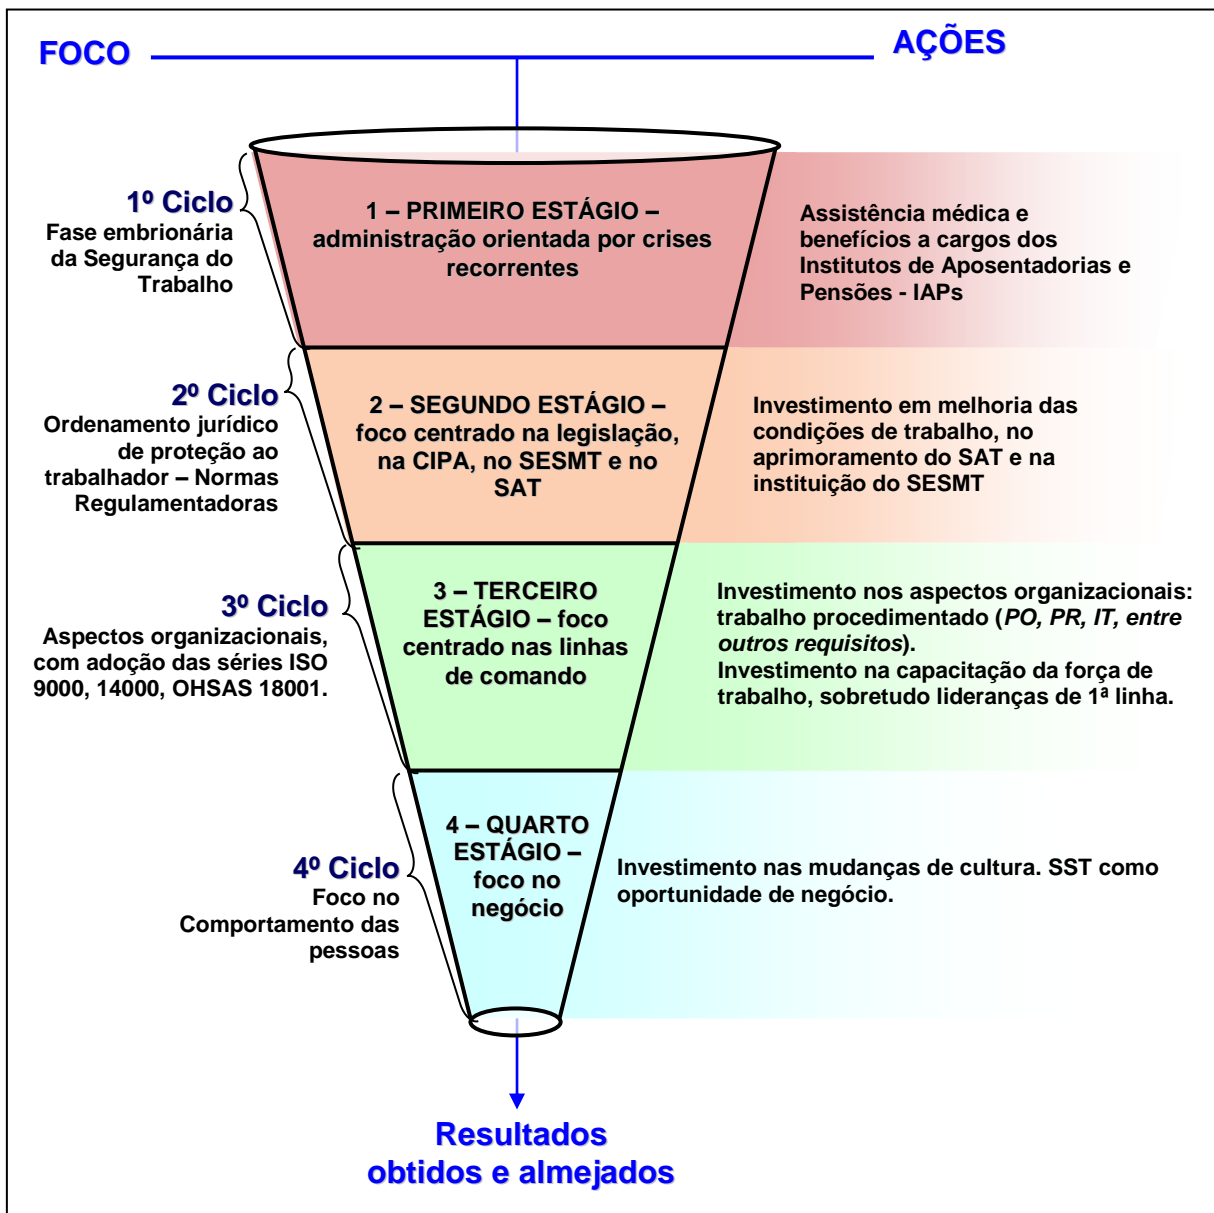 FOCO
AÇÕES
1º Ciclo
Fase embrionária
da Segurança do
Trabalho
1 – PRIMEIRO ESTÁGIO –
administração orientada por crises
recorrentes
Assistência médica e
benefícios a cargos dos
Institutos de Aposentadorias e
Pensões - IAPs
2º Ciclo
Ordenamento jurídico
de proteção ao
trabalhador – Normas
Regulamentadoras
2 – SEGUNDO ESTÁGIO –
foco centrado na legislação,
na CIPA, no SESMT e no
SAT
Investimento em melhoria das
condições de trabalho, no
aprimoramento do SAT e na
instituição do SESMT
3º Ciclo
Aspectos organizacionais,
com adoção das séries ISO
9000, 14000, OHSAS 18001.
3 – TERCEIRO
ESTÁGIO – foco
centrado nas linhas
de comando
Investimento nos aspectos organizacionais:
trabalho procedimentado (PO, PR, IT, entre
outros requisitos).
Investimento na capacitação da força de
trabalho, sobretudo lideranças de 1ª linha.
4º Ciclo
Foco no
Comportamento das
pessoas
4 – QUARTO
ESTÁGIO –
foco no
negócio
Investimento nas mudanças de cultura. SST como
oportunidade de negócio.
Resultados
obtidos e almejados